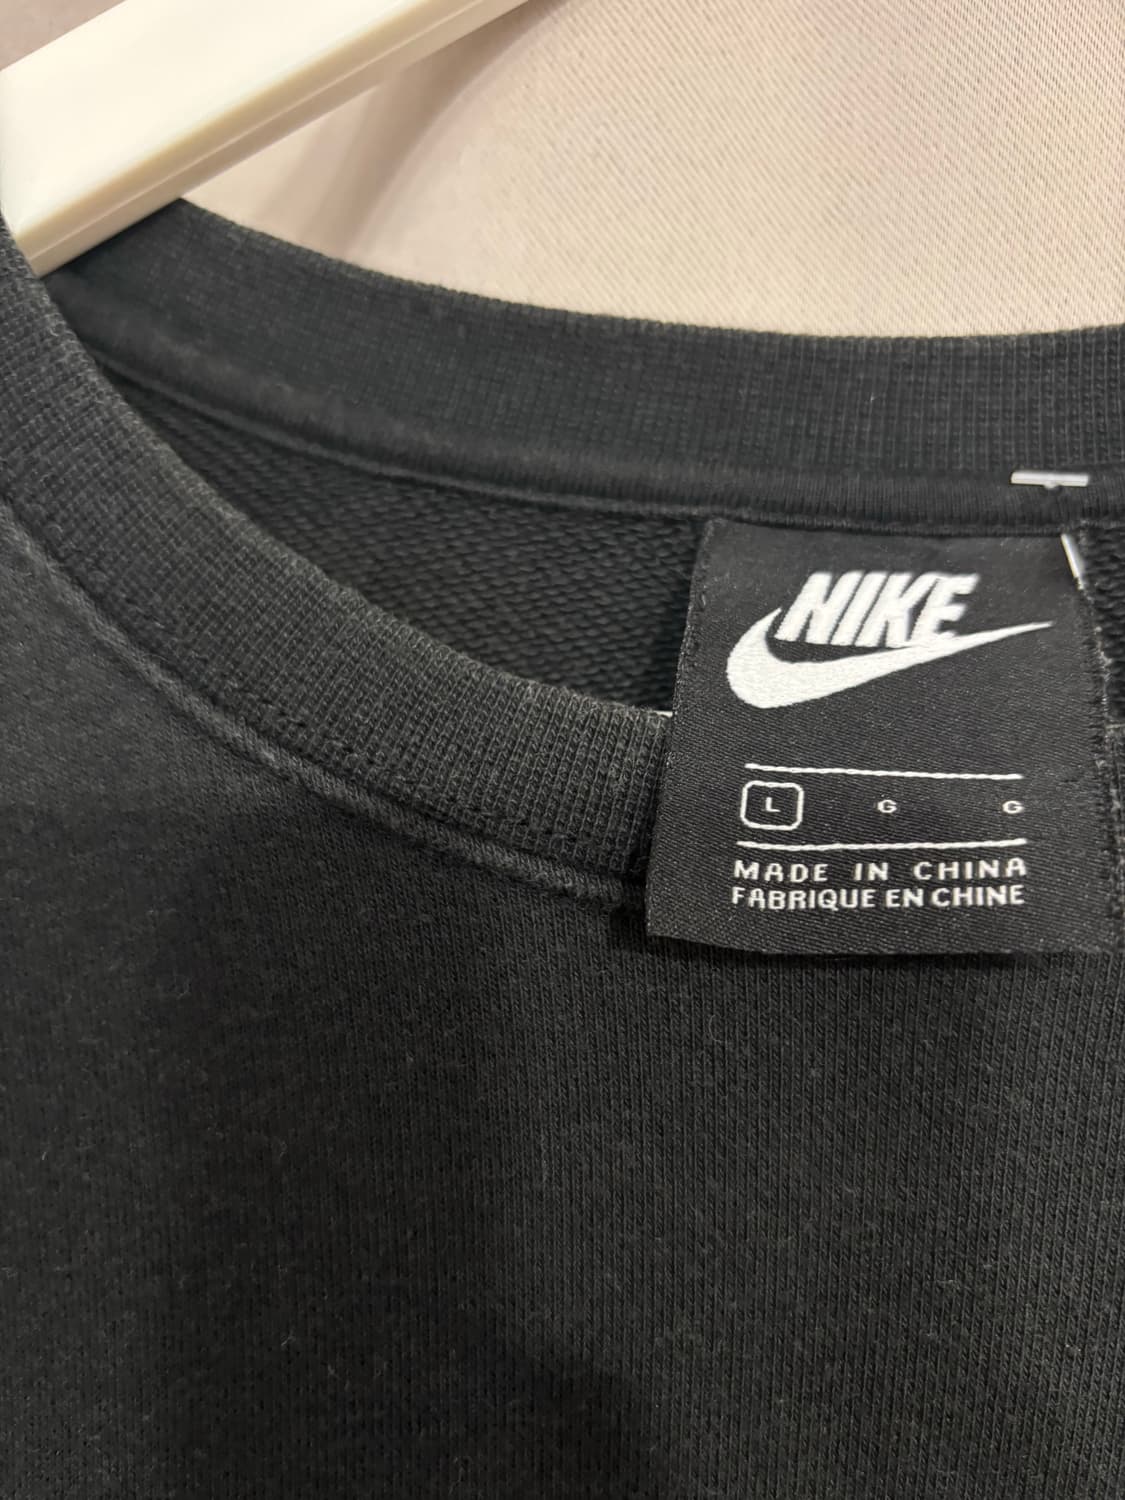 NIKE
L G G
MADE IN CHINA
FABRIQUE EN CHINE